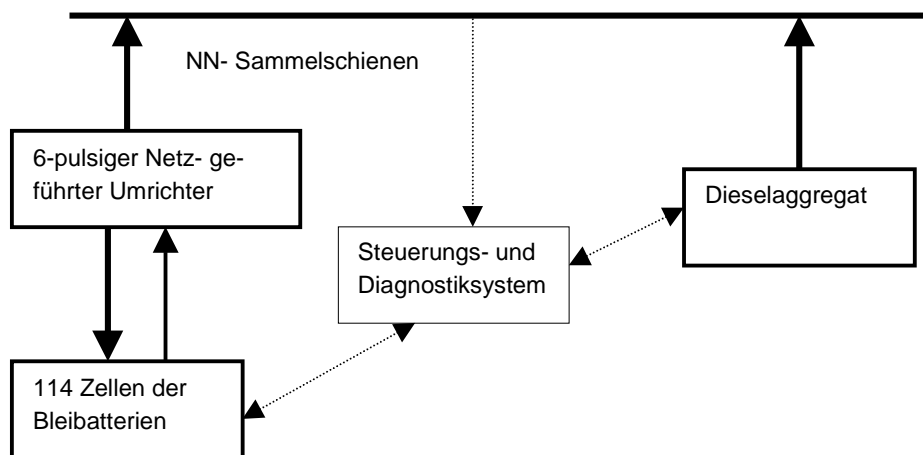 NN- Sammelschienen
6-pulsiger Netz- ge-
führter Umrichter
Dieselaggregat
Steuerungs- und
Diagnostiksystem
114 Zellen der
Bleibatterien